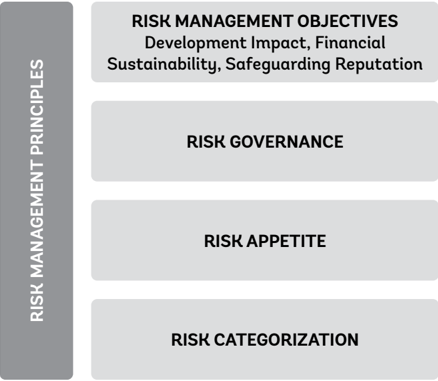 RISK MANAGEMENT PRINCIPLES
RISK MANAGEMENT OBJECTIVES
Development Impact, Financial
Sustainability, Safeguarding Reputation
RISK GOVERNANCE
RISK APPETITE
RISK CATEGORIZATION